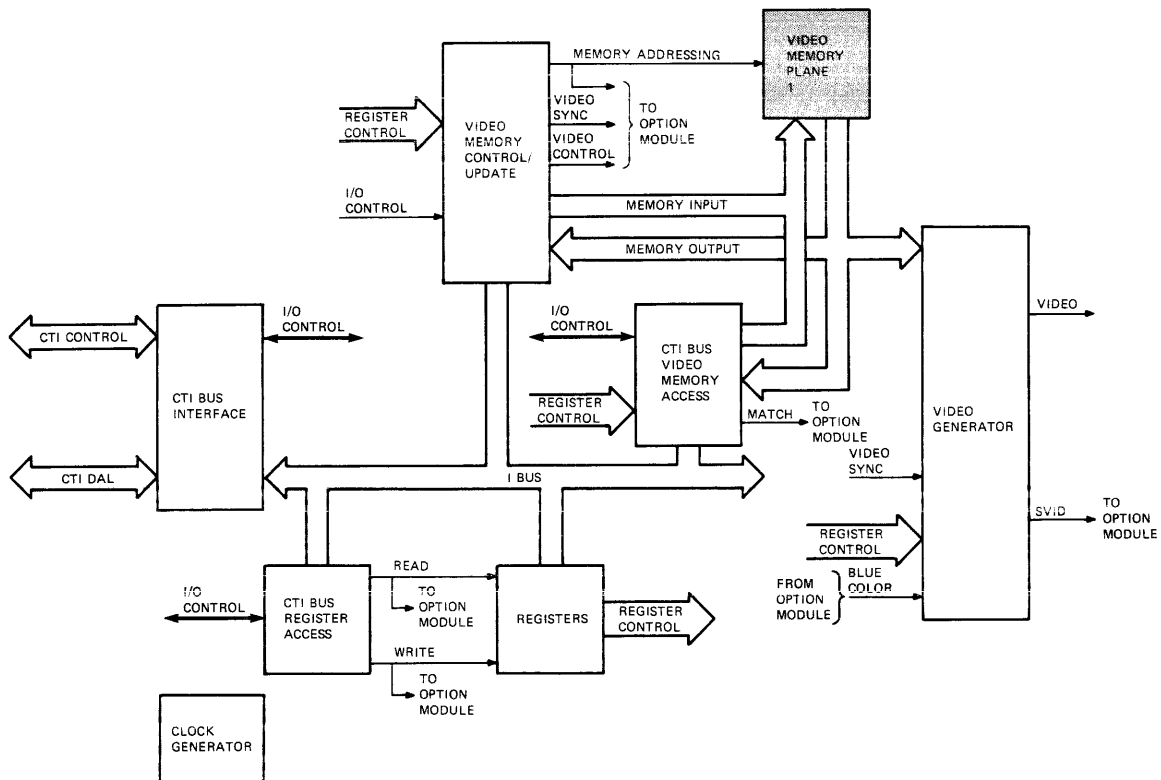 MEMORY ADDRESSING
VIDEO
MEMORY
PLANE
1
VIDEO
SYNC
VIDEO
CONTROL
TO
OPTION
MODULE
REGISTER
CONTROL
VIDEO
MEMORY
CONTROL/
UPDATE
I/O
CONTROL
MEMORY INPUT
MEMORY OUTPUT
CTI CONTROL
CTI BUS
INTERFACE
CTI DAL
I/O
CONTROL
I/O
CONTROL
CTI BUS
VIDEO
MEMORY
ACCESS
REGISTER
CONTROL
MATCH
TO
OPTION
MODULE
I BUS
VIDEO
GENERATOR
VIDEO
VIDEO
SYNC
SVID
TO
OPTION
MODULE
REGISTER
CONTROL
FROM
OPTION
MODULE
BLUE
COLOR
I/O
CONTROL
CTI BUS
REGISTER
ACCESS
READ
TO
OPTION
MODULE
WRITE
TO
OPTION
MODULE
REGISTERS
REGISTER
CONTROL
CLOCK
GENERATOR